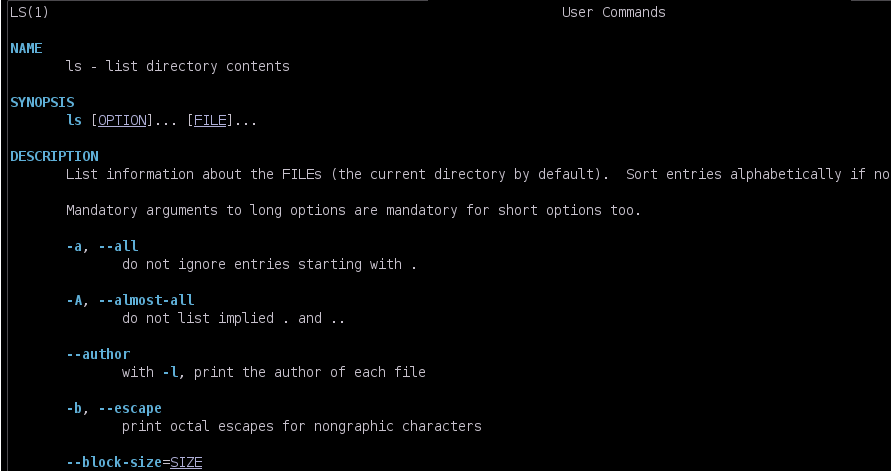 LS(1) User Commands
NAME
ls - list directory contents
SYNOPSIS
ls [OPTION]... [FILE]...
DESCRIPTION
List information about the FILEs (the current directory by default).  Sort entries alphabetically if no
Mandatory arguments to long options are mandatory for short options too.
-a, --all
do not ignore entries starting with .
-A, --almost-all
do not list implied . and ..
--author
with -l, print the author of each file
-b, --escape
print octal escapes for nongraphic characters
--block-size=SIZE